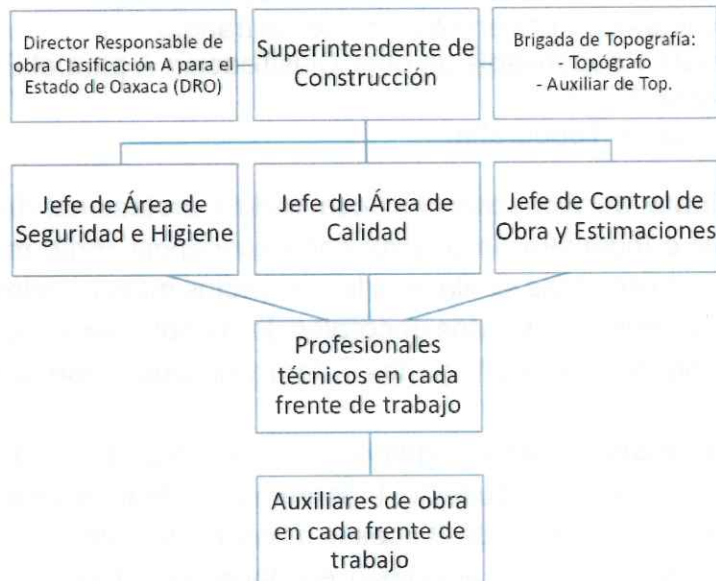 Director Responsable de
obra Clasificación A para el
Estado de Oaxaca (DRO)
Superintendente de
Construcción
Brigada de Topografía:
- Topógrafo
- Auxiliar de Top.
Jefe de Área de
Seguridad e Higiene
Jefe del Área de
Calidad
Jefe de Control de
Obra y Estimaciones
Profesionales
técnicos en cada
frente de trabajo
Auxiliares de obra
en cada frente de
trabajo